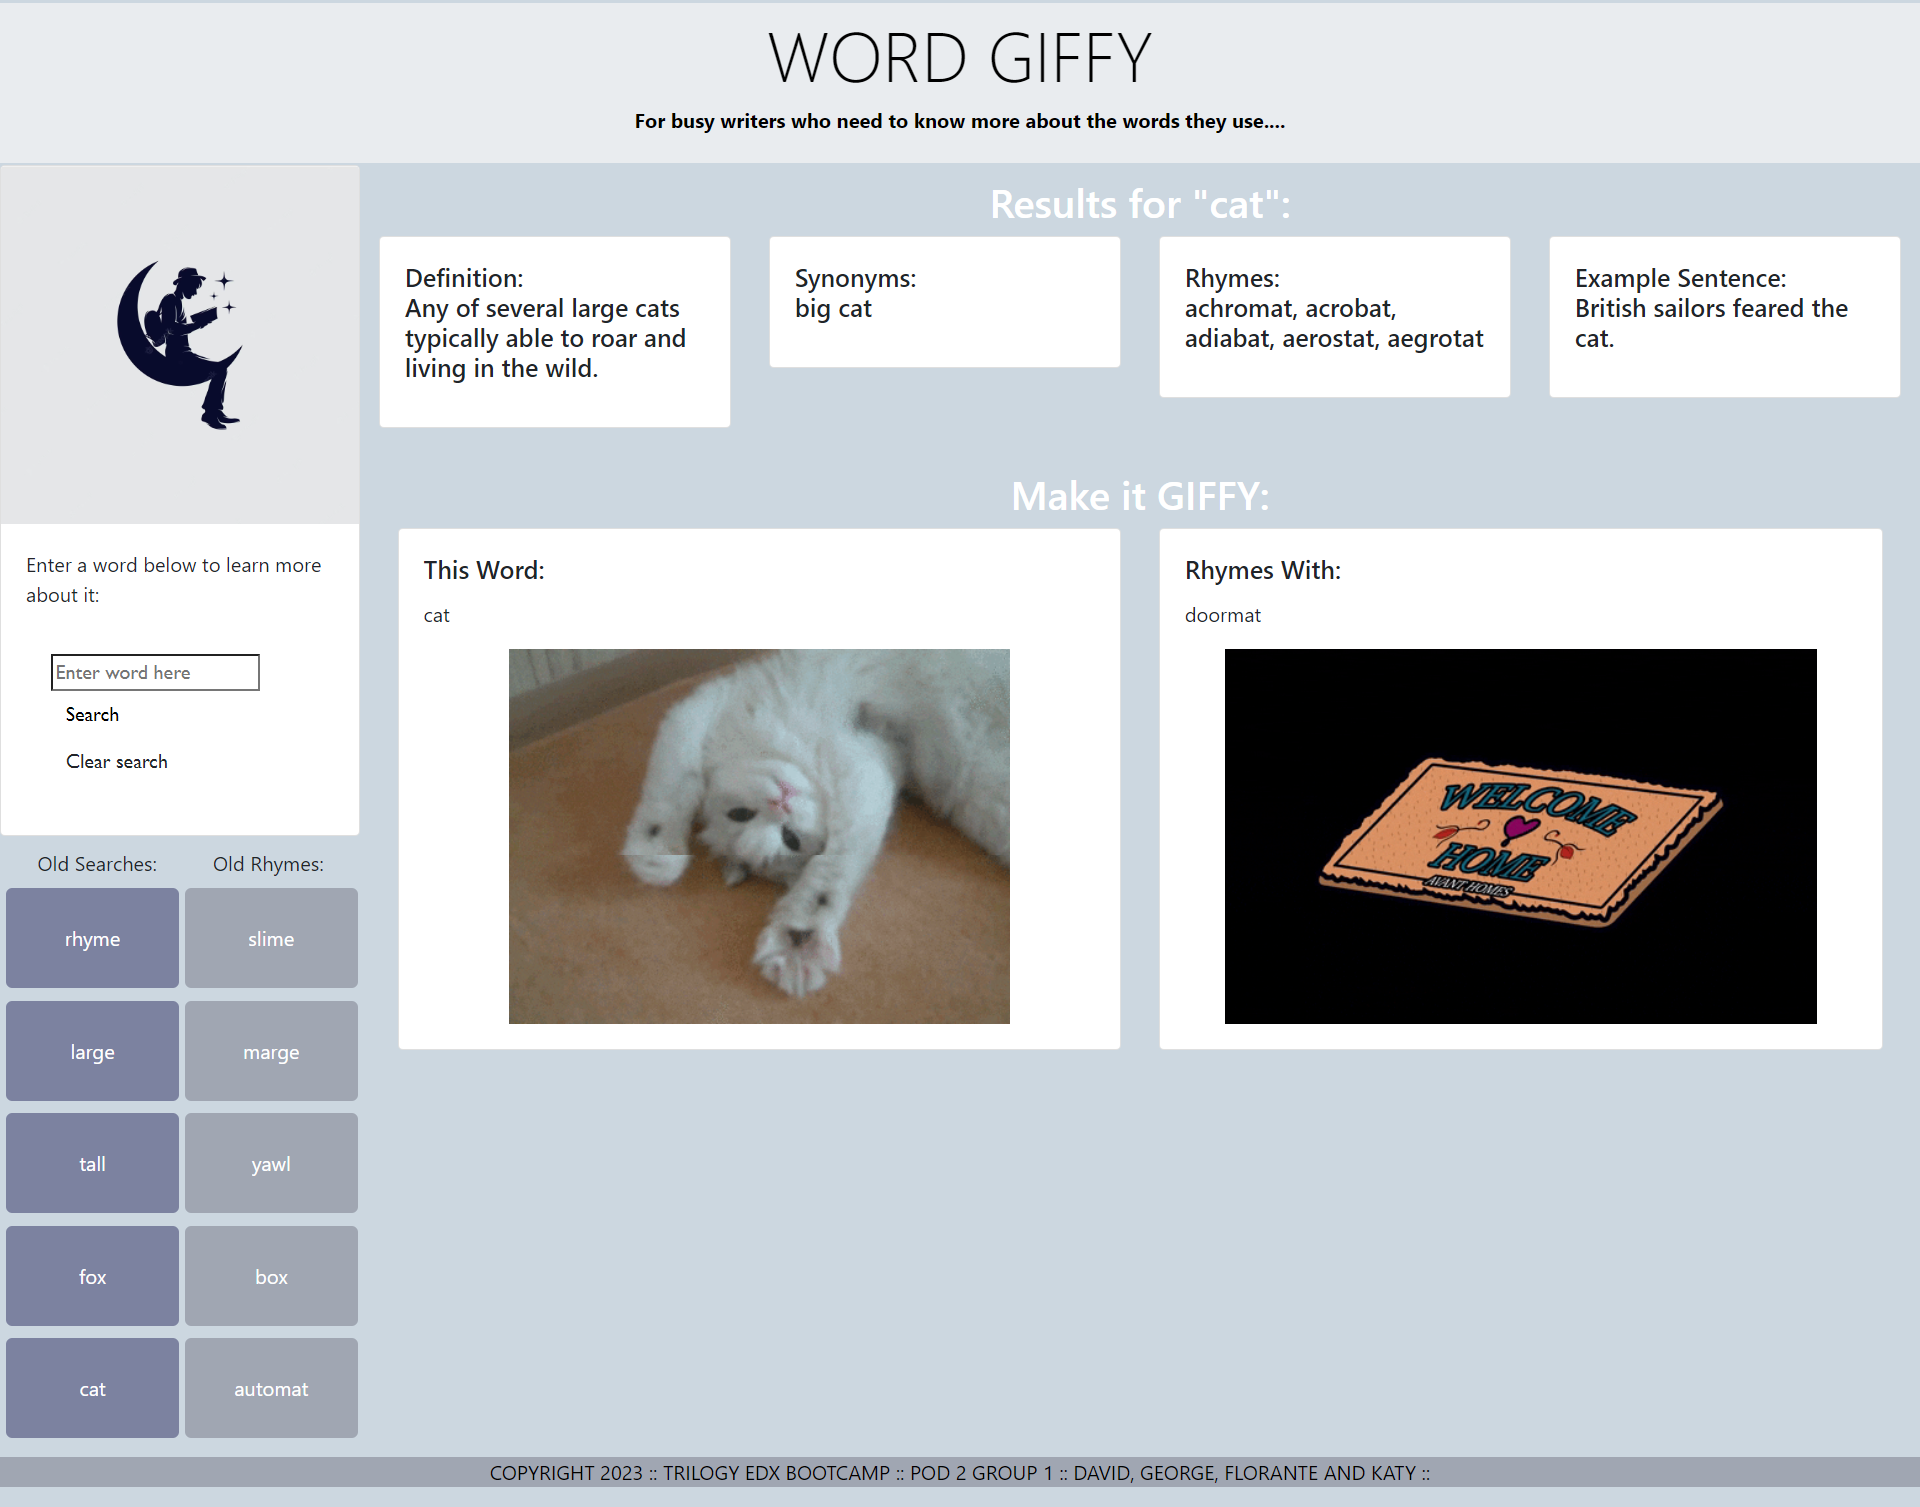 WORD GIFFY
For busy writers who need to know more about the words they use....
Enter a word below to learn more
about it:
Enter word here
Search
Clear search
Old Searches:
Old Rhymes:
rhyme
slime
large
marge
tall
yawl
fox
box
cat
automat
Results for "cat":
Definition:
Any of several large cats
typically able to roar and
living in the wild.
Synonyms:
big cat
Rhymes:
achromat, acrobat,
adiabat, aerostat, aegrotat
Example Sentence:
British sailors feared the
cat.
Make it GIFFY:
This Word:
cat
Rhymes With:
doormat
WELCOME
HOME
AVANT HOMES
COPYRIGHT 2023 :: TRILOGY EDX BOOTCAMP :: POD 2 GROUP 1 :: DAVID, GEORGE, FLORANTE AND KATY ::